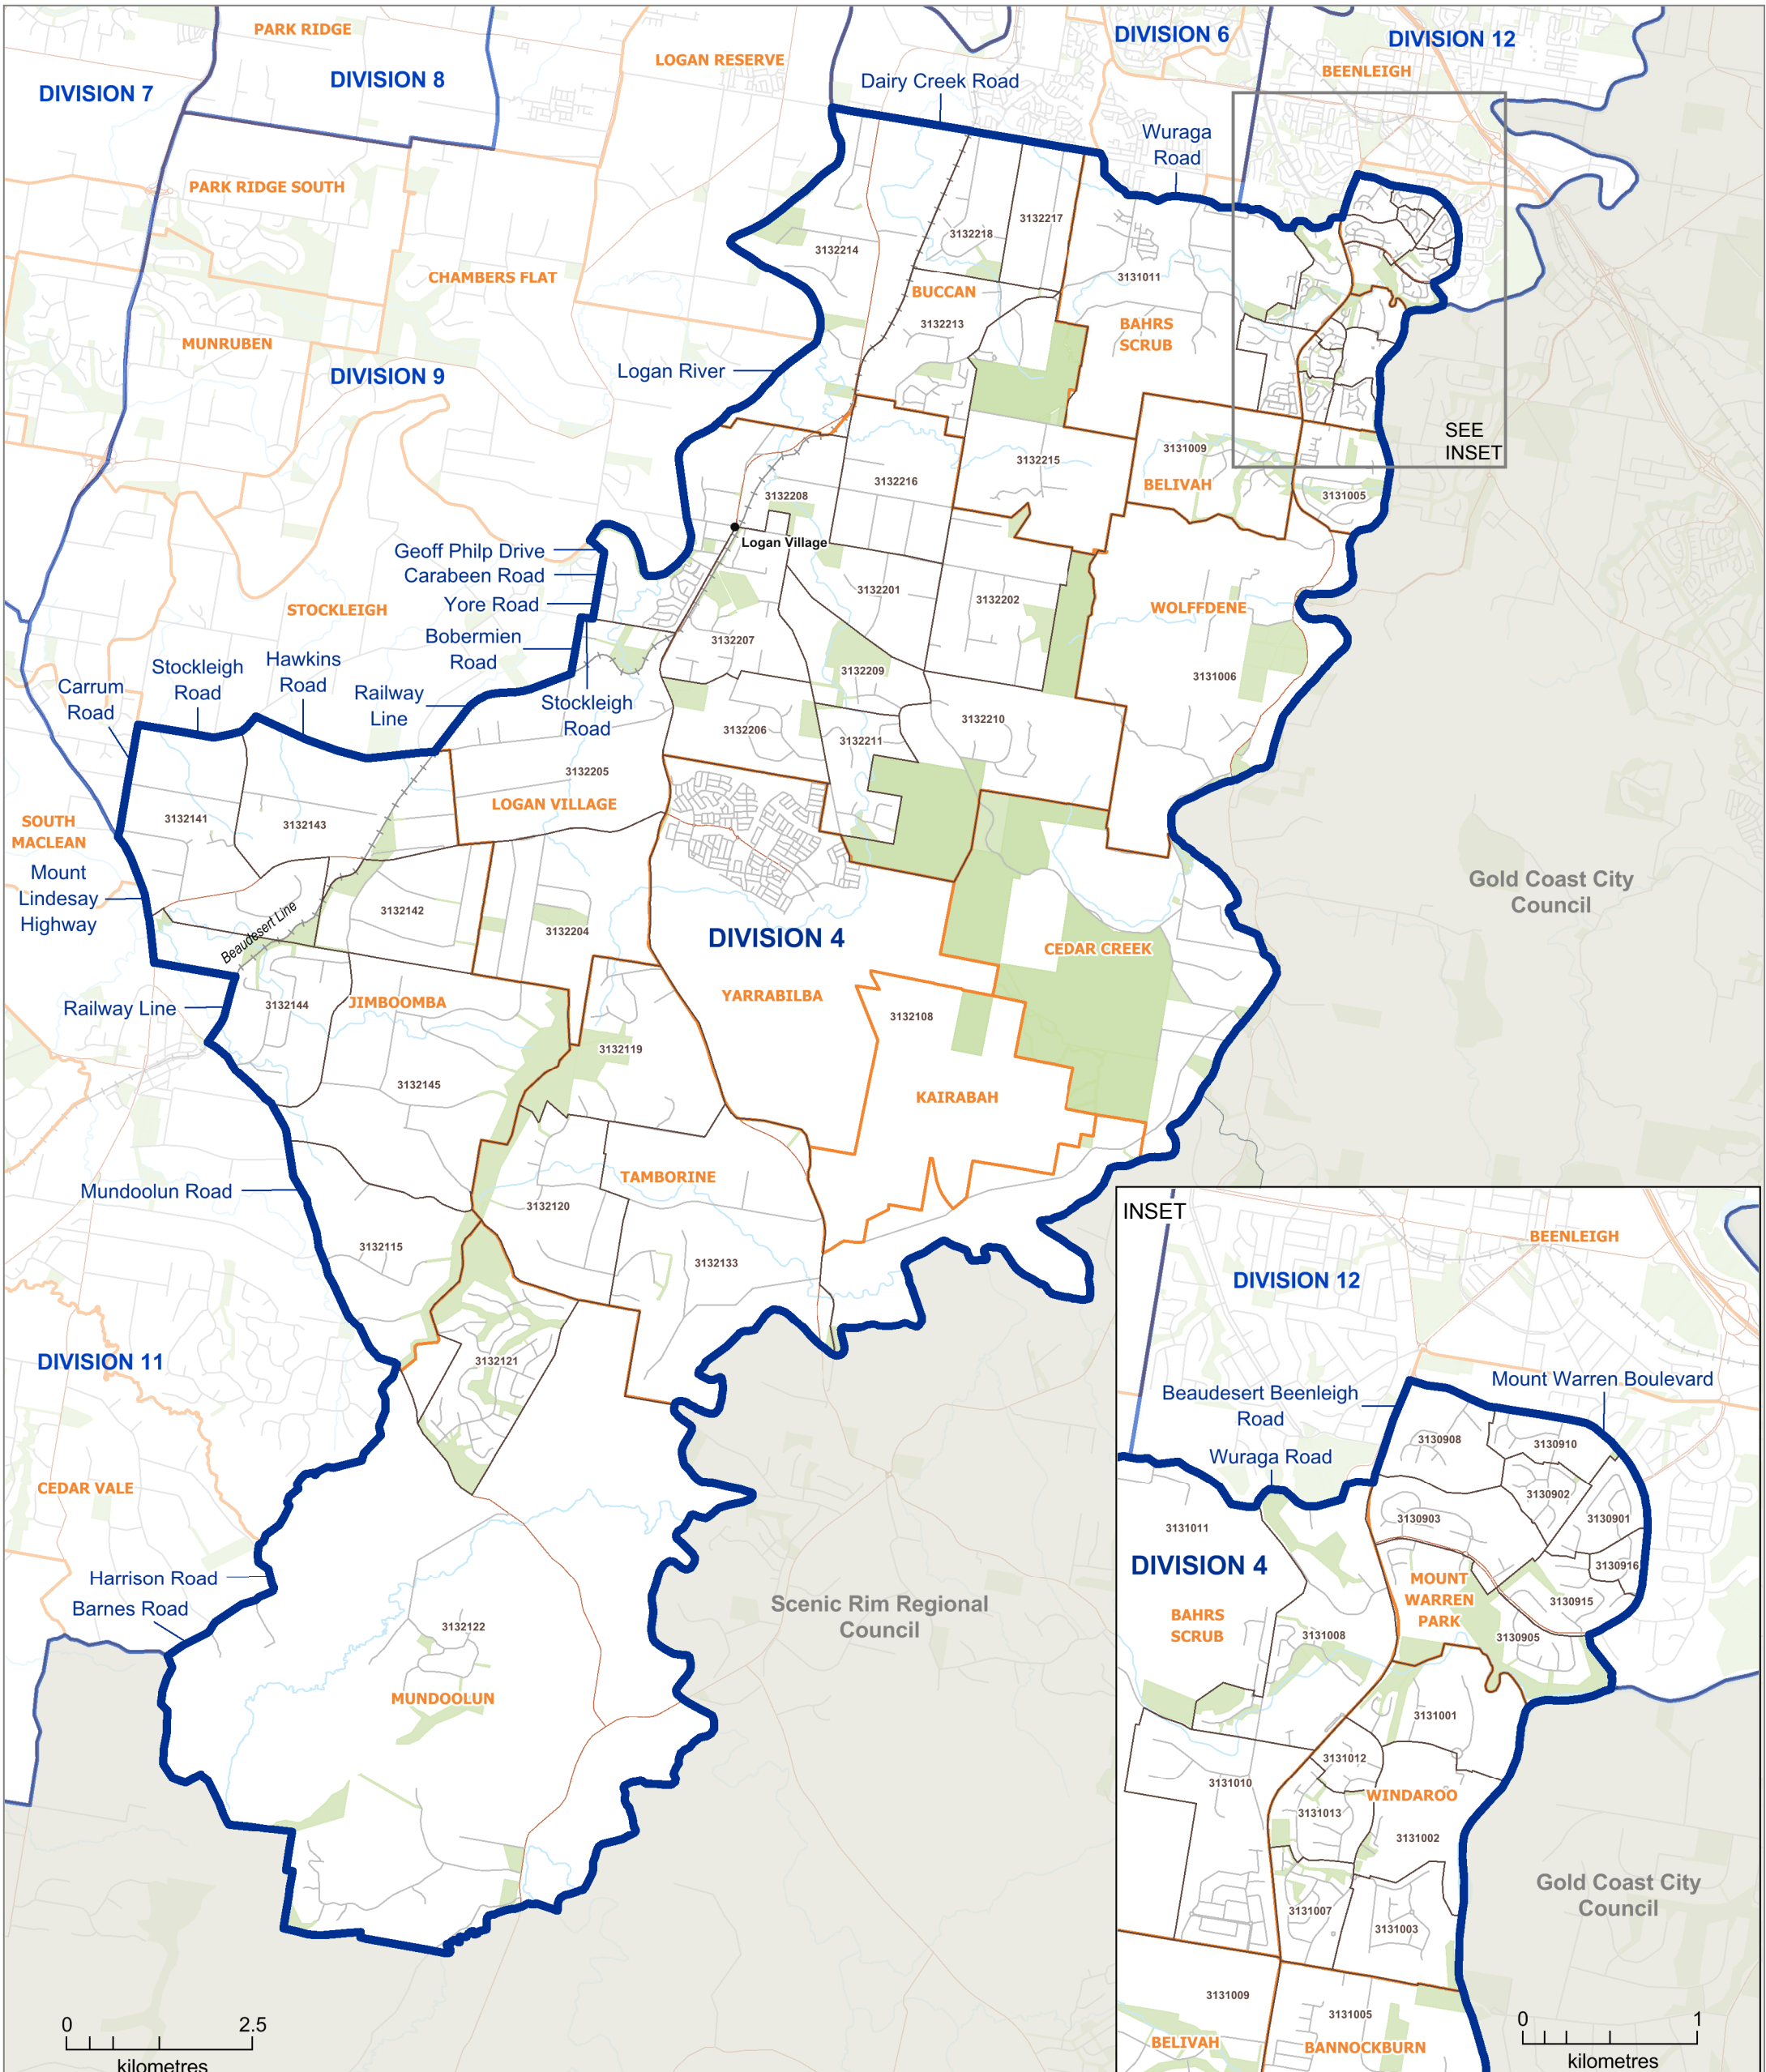 PARK RIDGE
DIVISION 6
DIVISION 12
LOGAN RESERVE
BEENLEIGH
DIVISION 7
DIVISION 8
Dairy Creek Road
Wuraga
Road
PARK RIDGE SOUTH
3132217
3132218
3132214
CHAMBERS FLAT
3131011
BUCCAN
3132213
BAHRS
SCRUB
MUNRUBEN
DIVISION 9
Logan River
SEE
INSET
3131009
3132215
3132216
BELIVAH
3132208
3131005
Logan Village
Geoff Philp Drive
Carabeen Road
Yore Road
3132201
3132202
STOCKLEIGH
WOLFFDENE
Bobermien
Road
3132207
Stockleigh
Road
Hawkins
Road
3132209
3131006
Carrum
Road
Railway
Line
Stockleigh
Road
3132210
3132206
3132211
3132205
LOGAN VILLAGE
3132141
3132143
SOUTH
MACLEAN
Mount
Lindesay
Highway
Gold Coast City
Council
3132142
Beaudesert Line
3132204
DIVISION 4
CEDAR CREEK
YARRABILBA
JIMBOOMBA
3132144
Railway Line
3132108
3132119
3132145
KAIRABAH
TAMBORINE
Mundoolun Road
3132120
3132115
3132133
DIVISION 11
3132121
CEDAR VALE
Harrison Road
Barnes Road
Scenic Rim Regional
Council
3132122
MUNDOOLUN
0
2.5
kilometres
INSET
BEENLEIGH
DIVISION 12
Mount Warren Boulevard
Beaudesert Beenleigh
Road
Wuraga Road
3130908
3130910
3130902
3130903
3130901
3131011
DIVISION 4
3130916
MOUNT
WARREN
PARK
3130915
BAHRS
SCRUB
3131008
3130905
3131001
3131012
3131010
WINDAROO
3131013
3131002
Gold Coast City
Council
3131007
3131003
3131009
3131005
BELIVAH
BANNOCKBURN
0
1
kilometres